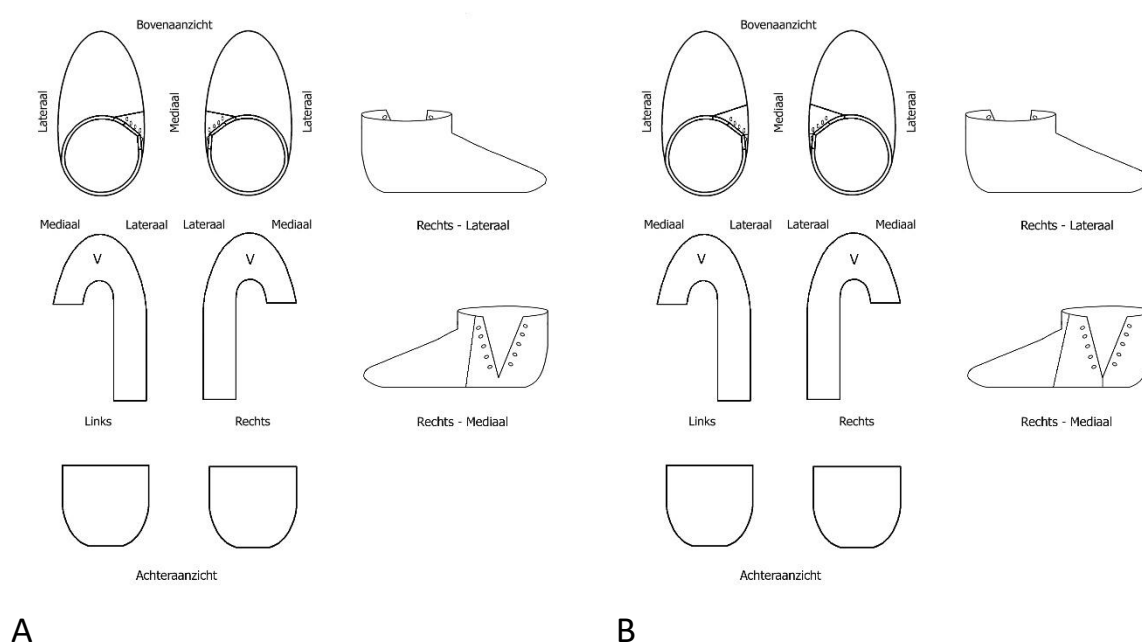 Bovenaanzicht
Lateraal
Mediaal
Lateraal
Mediaal Lateraal Lateraal Mediaal
V V
Links Rechts
Achteraanzicht
Rechts - Lateraal
Rechts - Mediaal
A
Bovenaanzicht
Lateraal
Mediaal
Lateraal
Mediaal Lateraal Lateraal Mediaal
V V
Links Rechts
Achteraanzicht
Rechts - Lateraal
Rechts - Mediaal
B